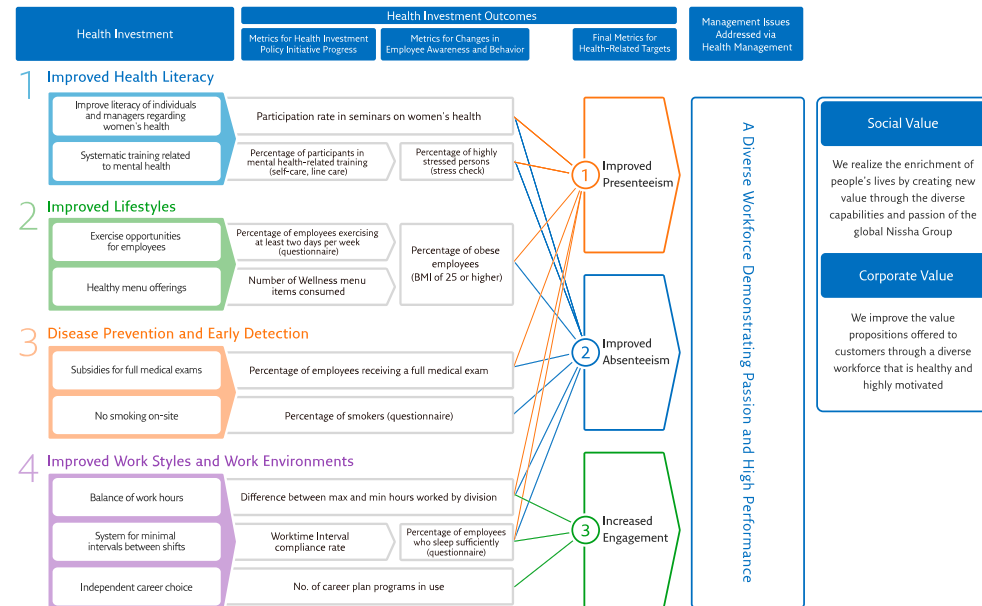 Health Investment
Health Investment Outcomes
Metrics for Health Investment
Policy Initiative Progress
Metrics for Changes in
Employee Awareness and Behavior
Final Metrics for
Health-Related Targets
Management Issues
Addressed via
Health Management
1 Improved Health Literacy
Improve literacy of individuals
and managers regarding
women's health
Participation rate in seminars on women's health
Systematic training related
to mental health
Percentage of participants in
mental health-related training
(self-care, line care)
Percentage of highly
stressed persons
(stress check)
2 Improved Lifestyles
Exercise opportunities
for employees
Percentage of employees exercising
at least two days per week
(questionnaire)
Healthy menu offerings
Number of Wellness menu
items consumed
Percentage of obese
employees
(BMI of 25 or higher)
3 Disease Prevention and Early Detection
Subsidies for full medical exams
Percentage of employees receiving a full medical exam
No smoking on-site
Percentage of smokers (questionnaire)
4 Improved Work Styles and Work Environments
Balance of work hours
Difference between max and min hours worked by division
System for minimal
intervals between shifts
Worktime Interval
compliance rate
Percentage of employees
who sleep sufficiently
(questionnaire)
Independent career choice
No. of career plan programs in use
1
Improved
Presenteeism
2
Improved
Absenteeism
3
Increased
Engagement
A Diverse Workforce Demonstrating Passion and High Performance
Social Value
We realize the enrichment of
people's lives by creating new
value through the diverse
capabilities and passion of the
global Nissha Group
Corporate Value
We improve the value
propositions offered to
customers through a diverse
workforce that is healthy and
highly motivated